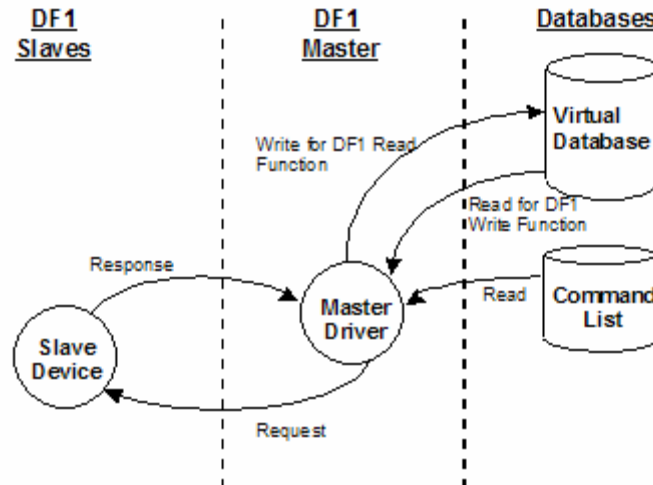 DF1
Slaves
DF1
Master
Databases
Virtual
Database
Write for DF1 Read
Function
Read for DF1
Write Function
Response
Read
Command
List
Master
Driver
Slave
Device
Request